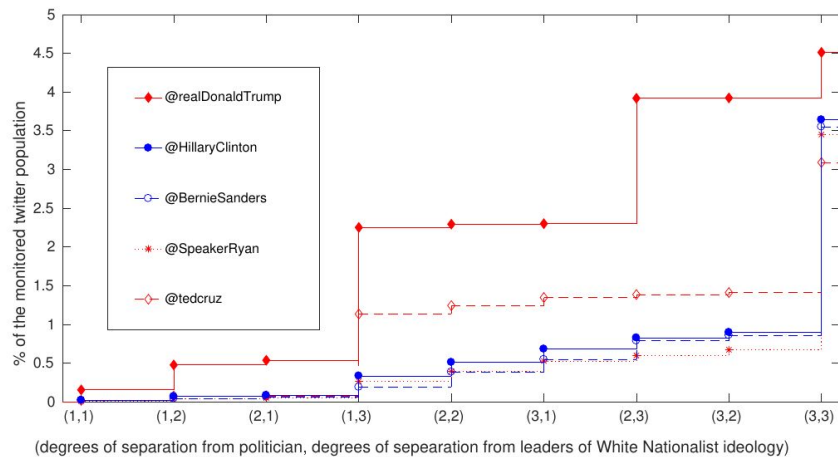 5
4.5
4
3.5
3
2.5
2
1.5
1
0.5
0
% of the monitored twitter population
@realDonaldTrump
@HillaryClinton
@BernieSanders
@SpeakerRyan
@tedcruz
(1,1) (1,2) (2,1) (1,3) (2,2) (3,1) (2,3) (3,2) (3,3)
(degrees of separation from politician, degrees of sepearation from leaders of White Nationalist ideology)